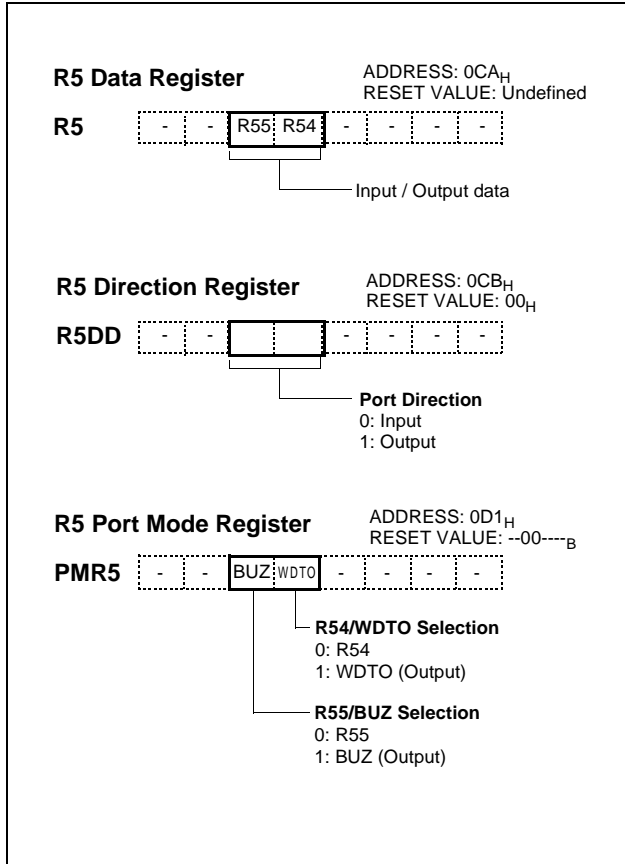 R5 Data Register
ADDRESS: 0CAH
RESET VALUE: Undefined
R5 - - R55 R54 - - - -
Input / Output data
R5 Direction Register
ADDRESS: 0CBH
RESET VALUE: 00H
R5DD - - - - - -
Port Direction
0: Input
1: Output
R5 Port Mode Register
ADDRESS: 0D1H
RESET VALUE: --00----B
PMR5 - - BUZ WDTO - - - -
R54/WDTO Selection
0: R54
1: WDTO (Output)
R55/BUZ Selection
0: R55
1: BUZ (Output)